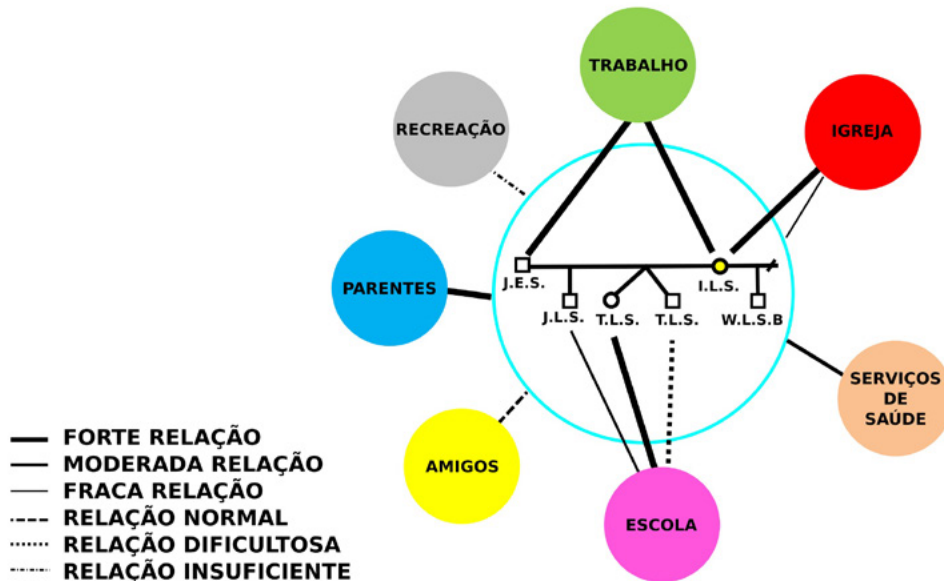 TRABALHO
RECREAÇÃO
IGREJA
PARENTES
J.E.S.
I.L.S.
J.L.S.
T.L.S.
T.L.S.
W.L.S.B
SERVIÇOS
DE
SAÚDE
AMIGOS
ESCOLA
FORTE RELAÇÃO
MODERADA RELAÇÃO
FRACA RELAÇÃO
RELAÇÃO NORMAL
RELAÇÃO DIFICULTOSA
RELAÇÃO INSUFICIENTE